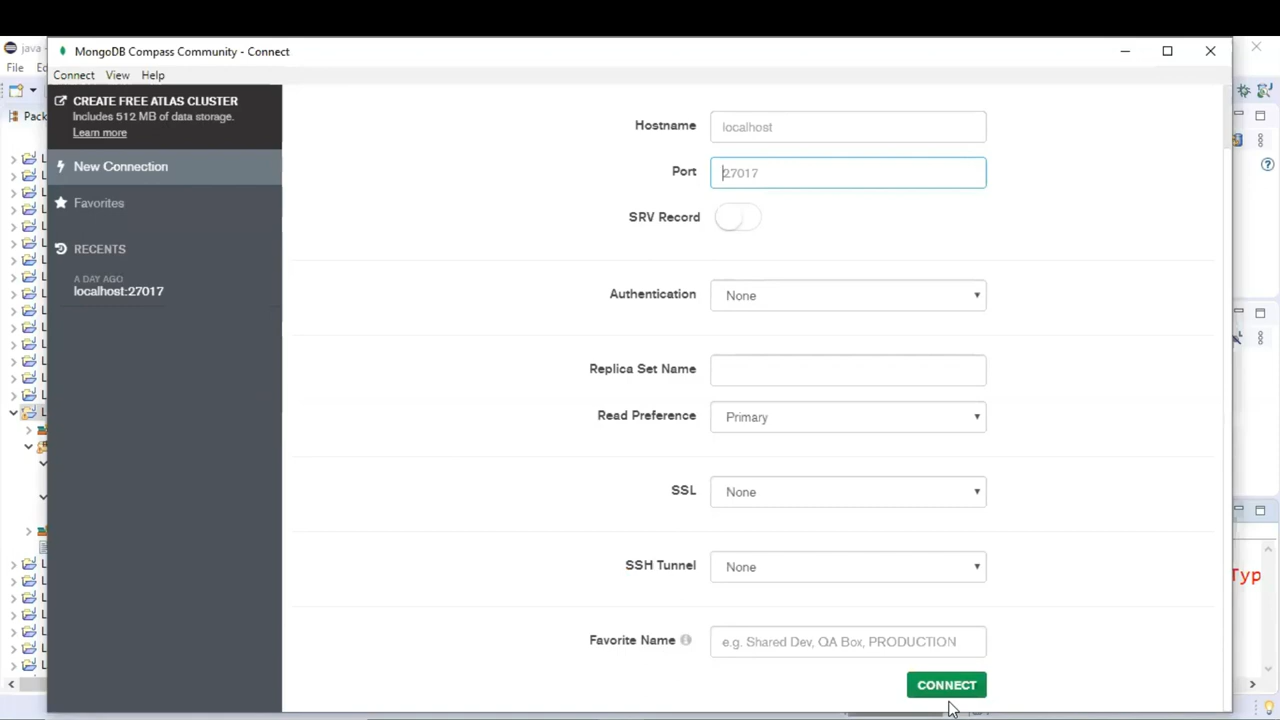 MongoDB Compass Community - Connect
java -
File
Connect View Help
Pack
CREATE FREE ATLAS CLUSTER
Includes 512 MB of data storage.
Learn more
New Connection
Favorites
RECENTS
A DAY AGO
localhost:27017
Hostname
localhost
Port
27017
SRV Record
Authentication
None
Replica Set Name
Read Preference
Primary
SSL
None
SSH Tunnel
None
Favorite Name
e.g. Shared Dev, QA Box, PRODUCTION
CONNECT
Typ